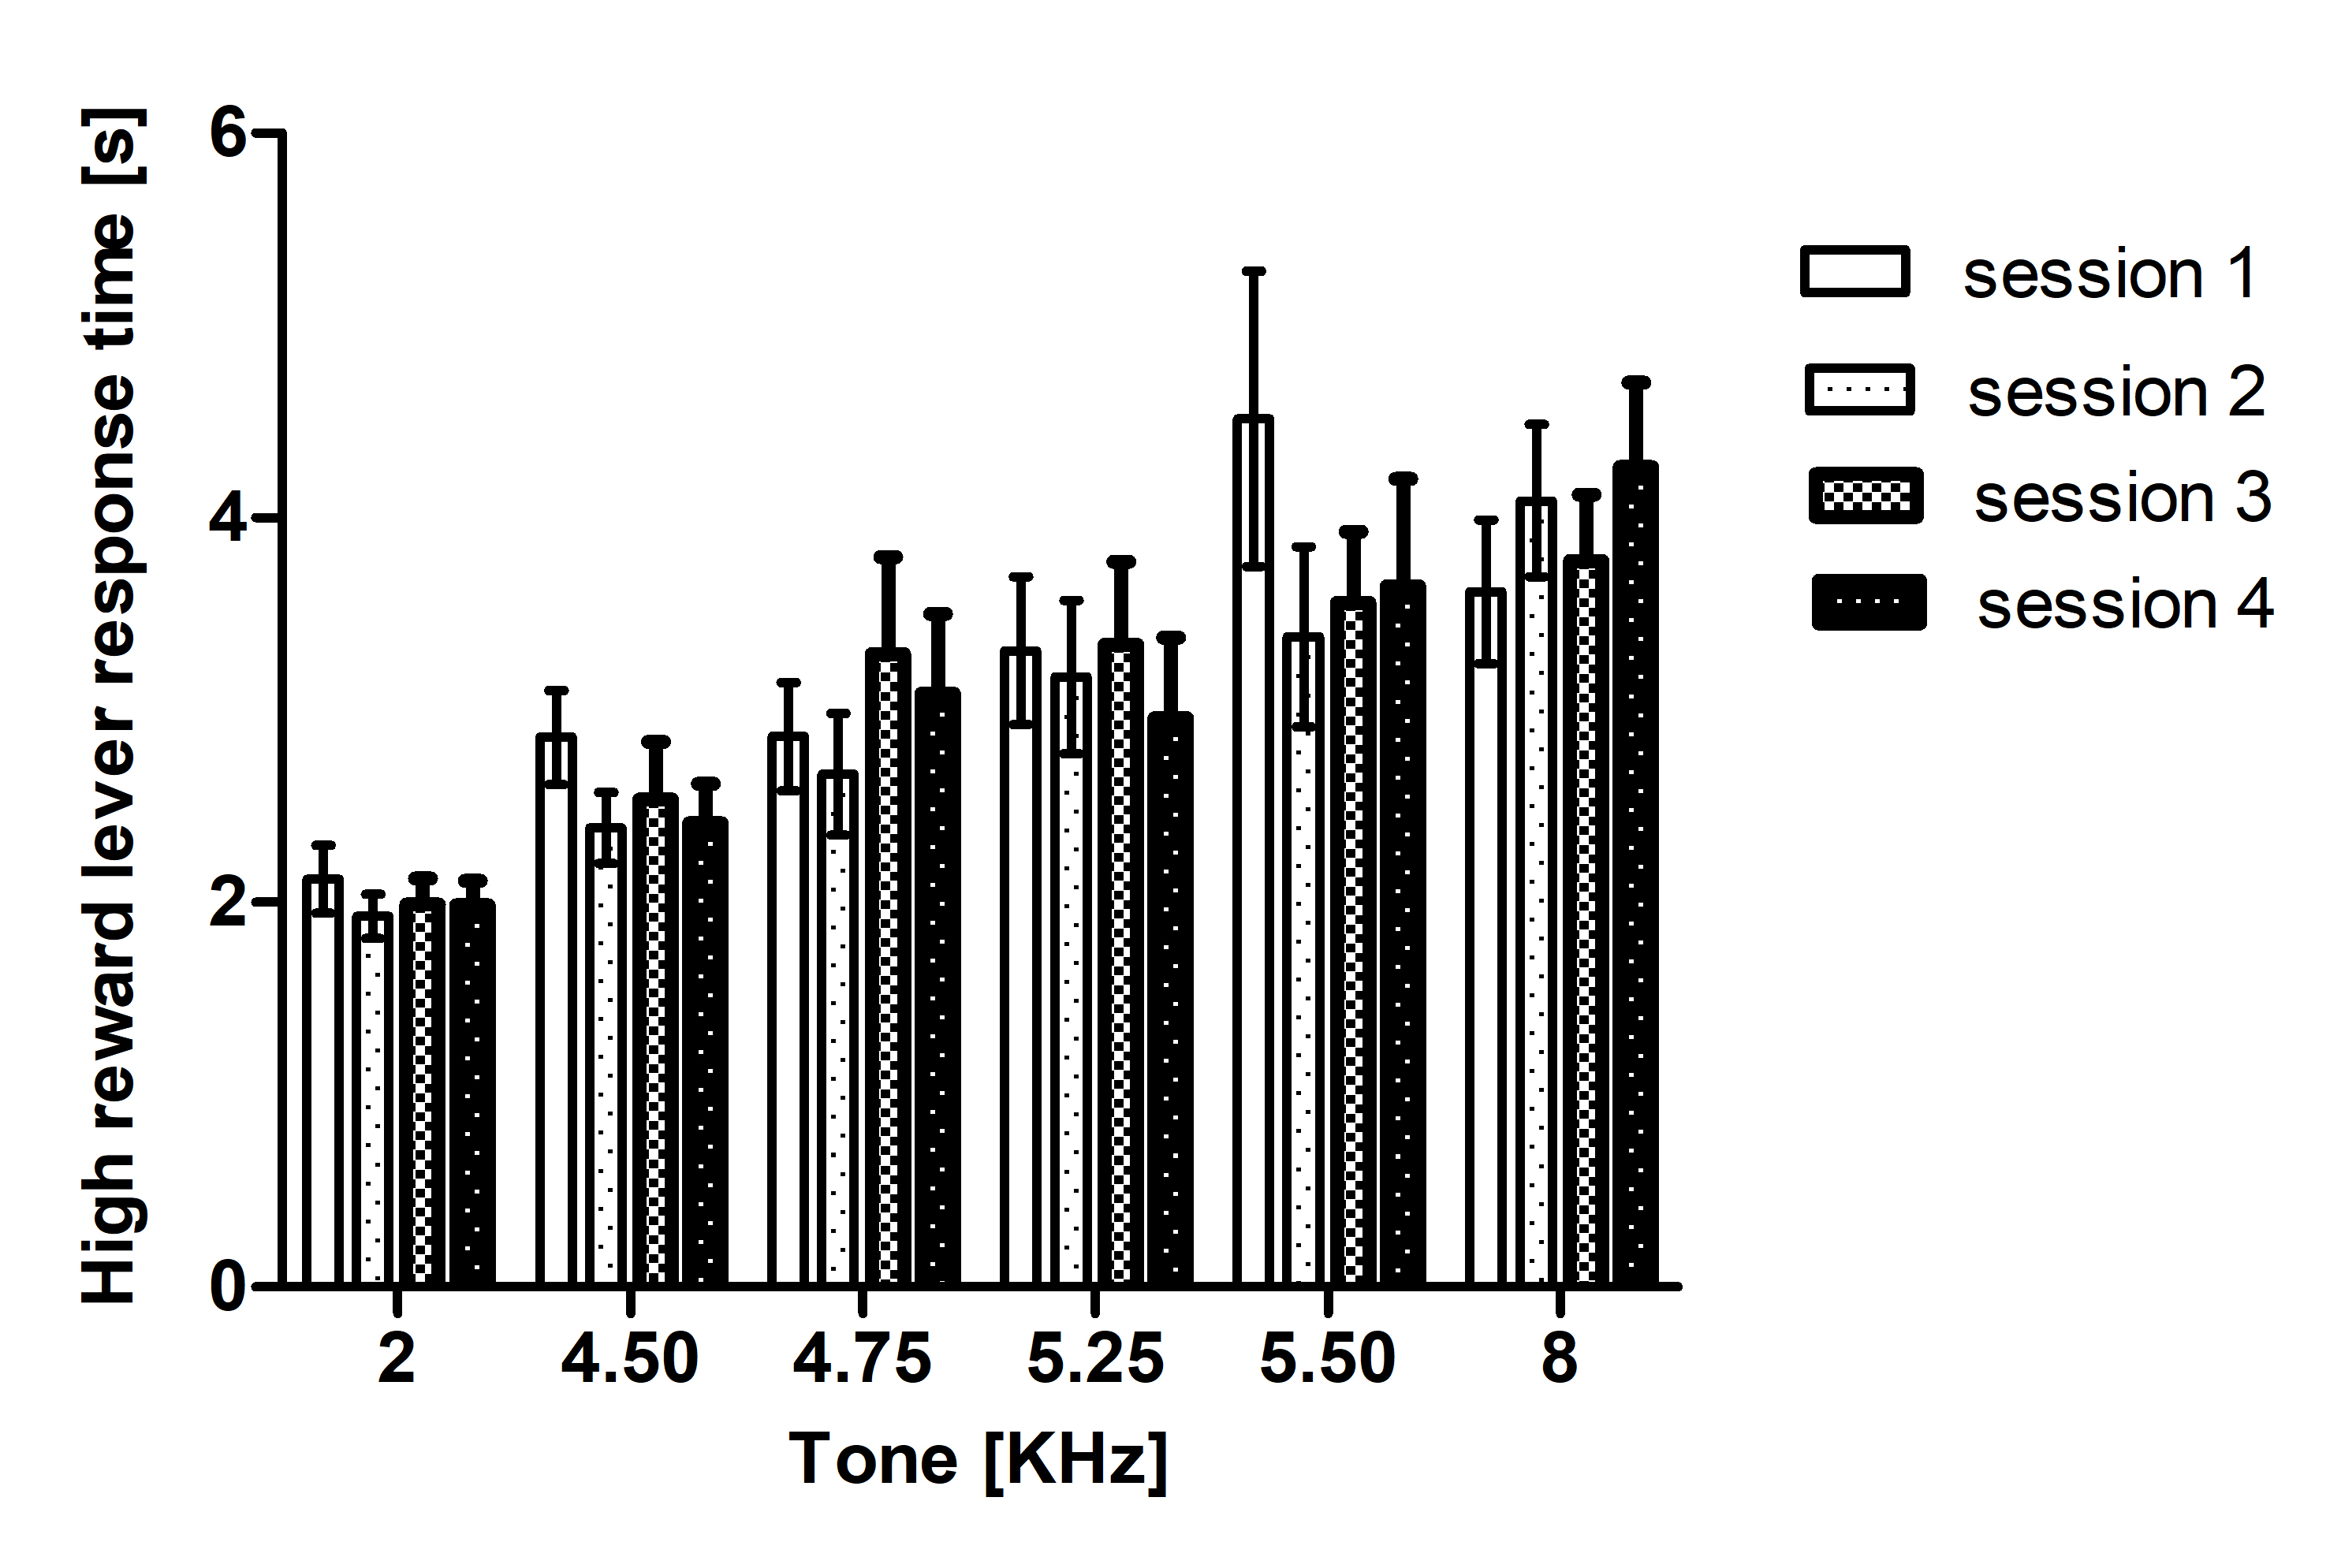 High reward lever response time [s]
6
4
2
0
2 4.50 4.75 5.25 5.50 8
Tone [KHz]
session 1
session 2
session 3
session 4